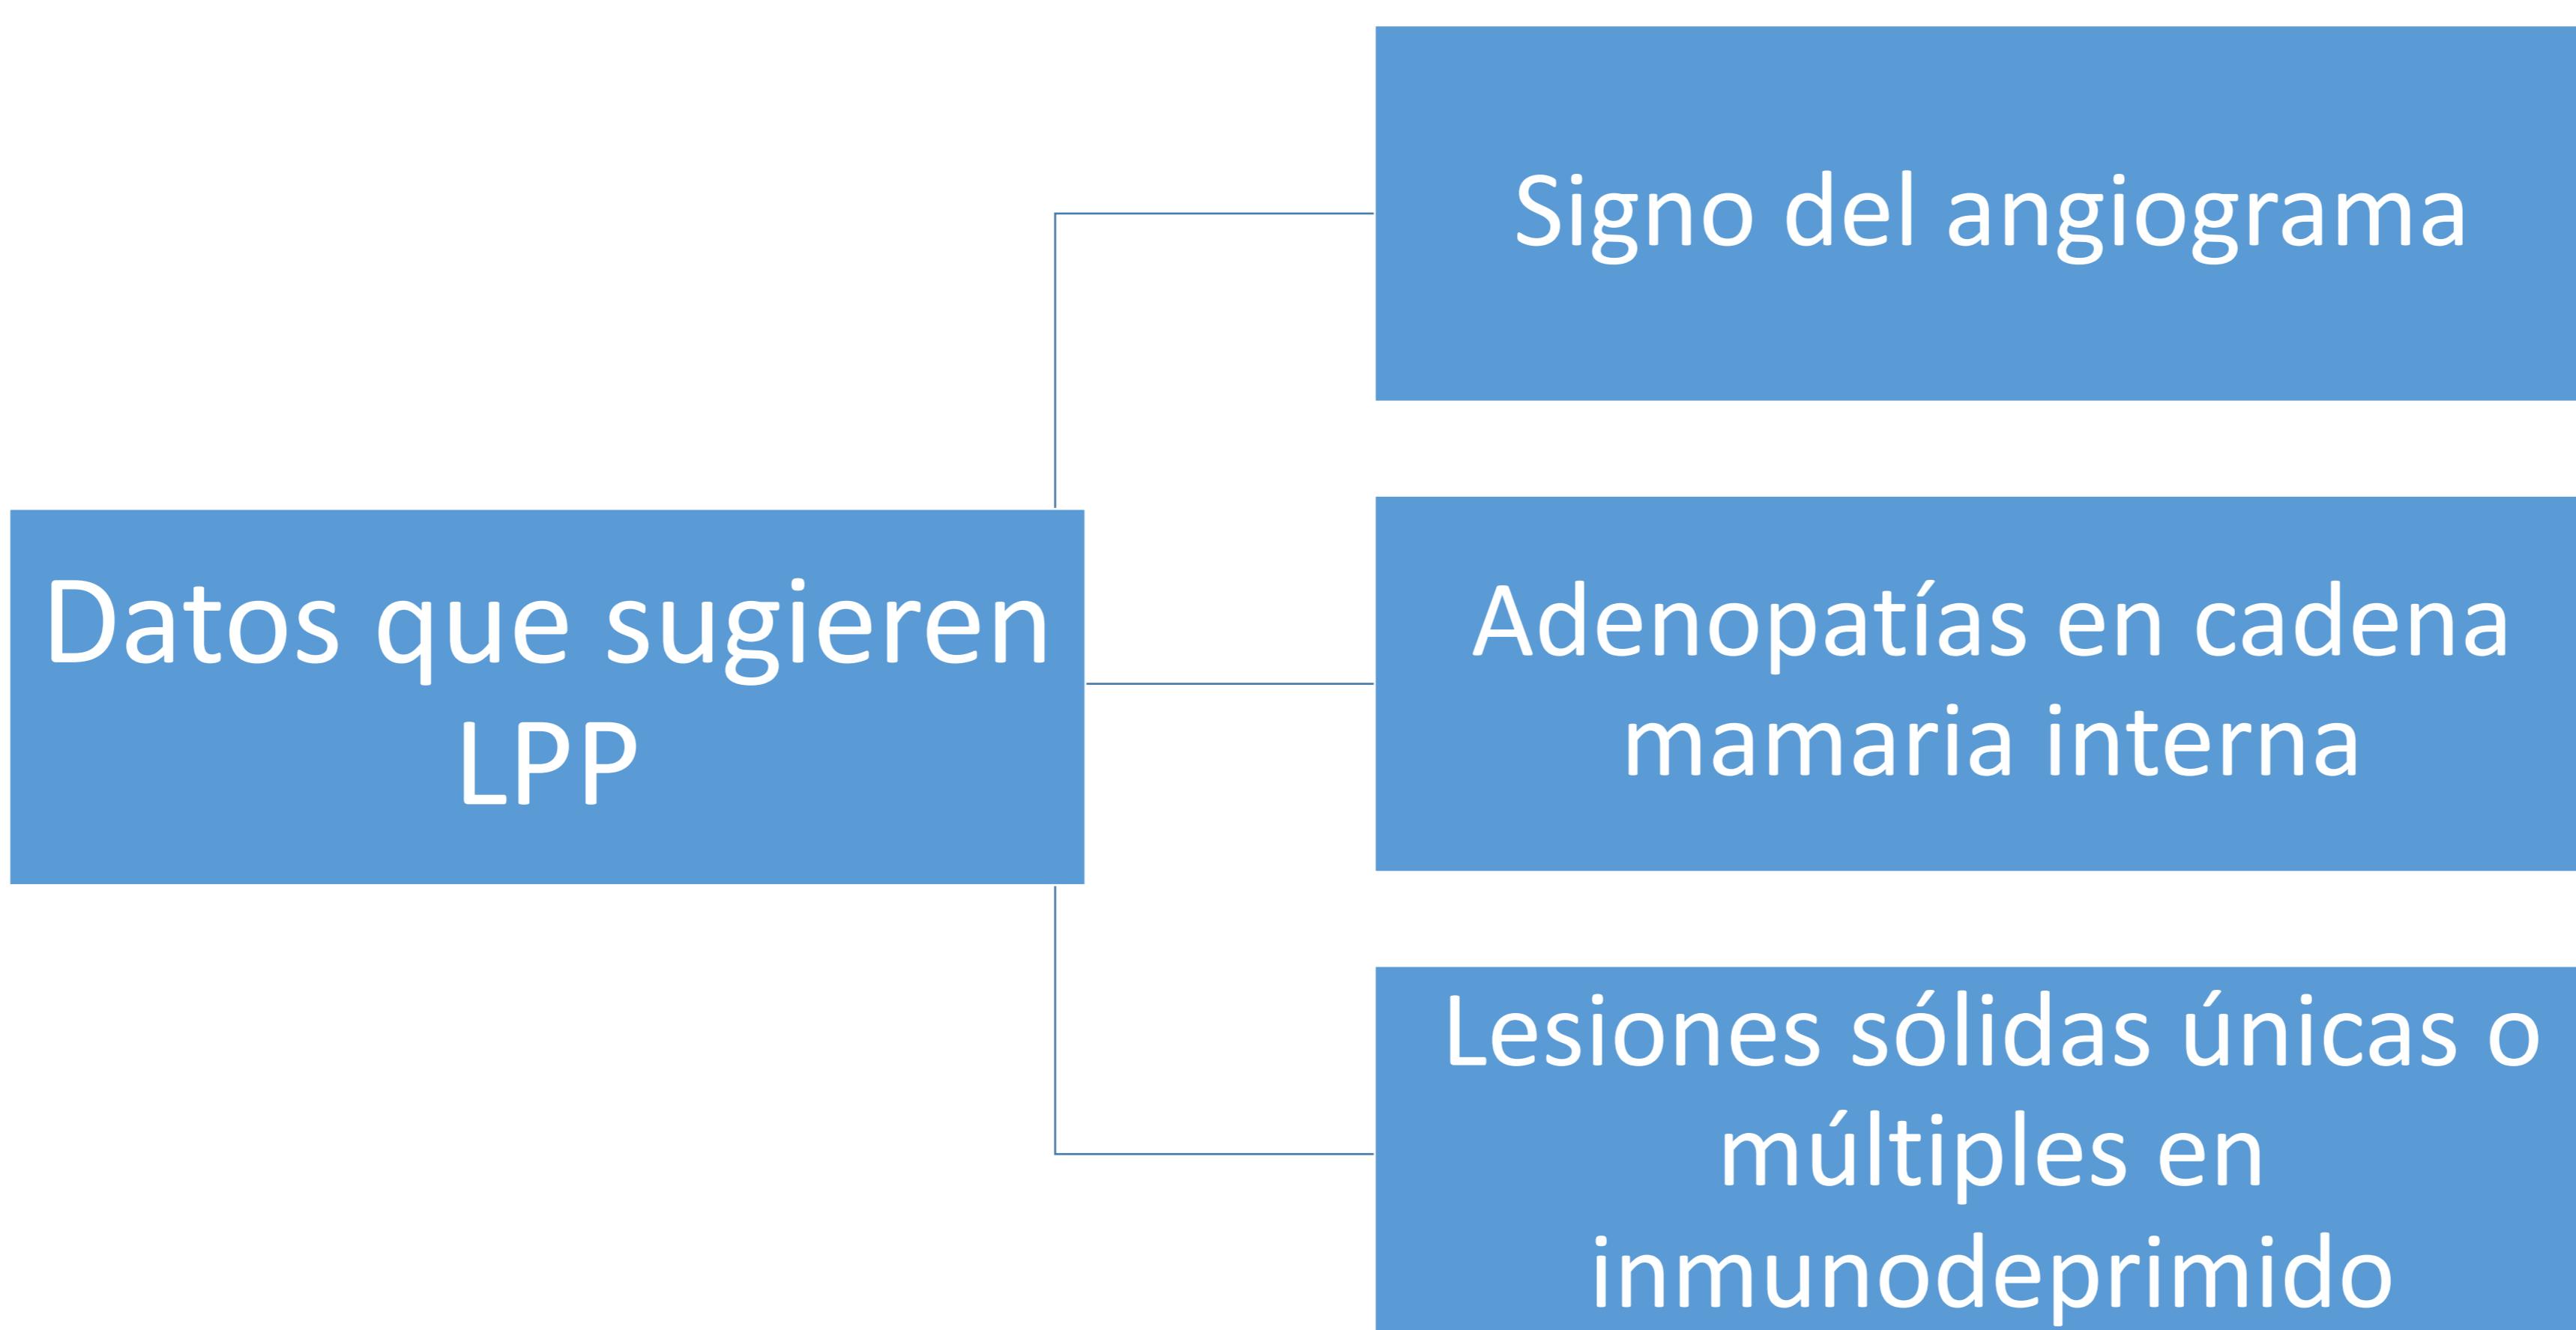 Datos que sugieren
LPP
Signo del angiograma
Adenopatías en cadena
mamaria interna
Lesiones sólidas únicas o
múltiples en
inmunodeprimido